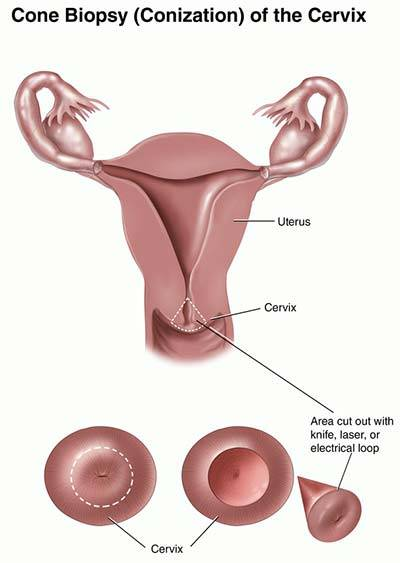 Cone Biopsy (Conization) of the Cervix
Uterus
Cervix
Area cut out with
knife, laser, or
electrical loop
Cervix